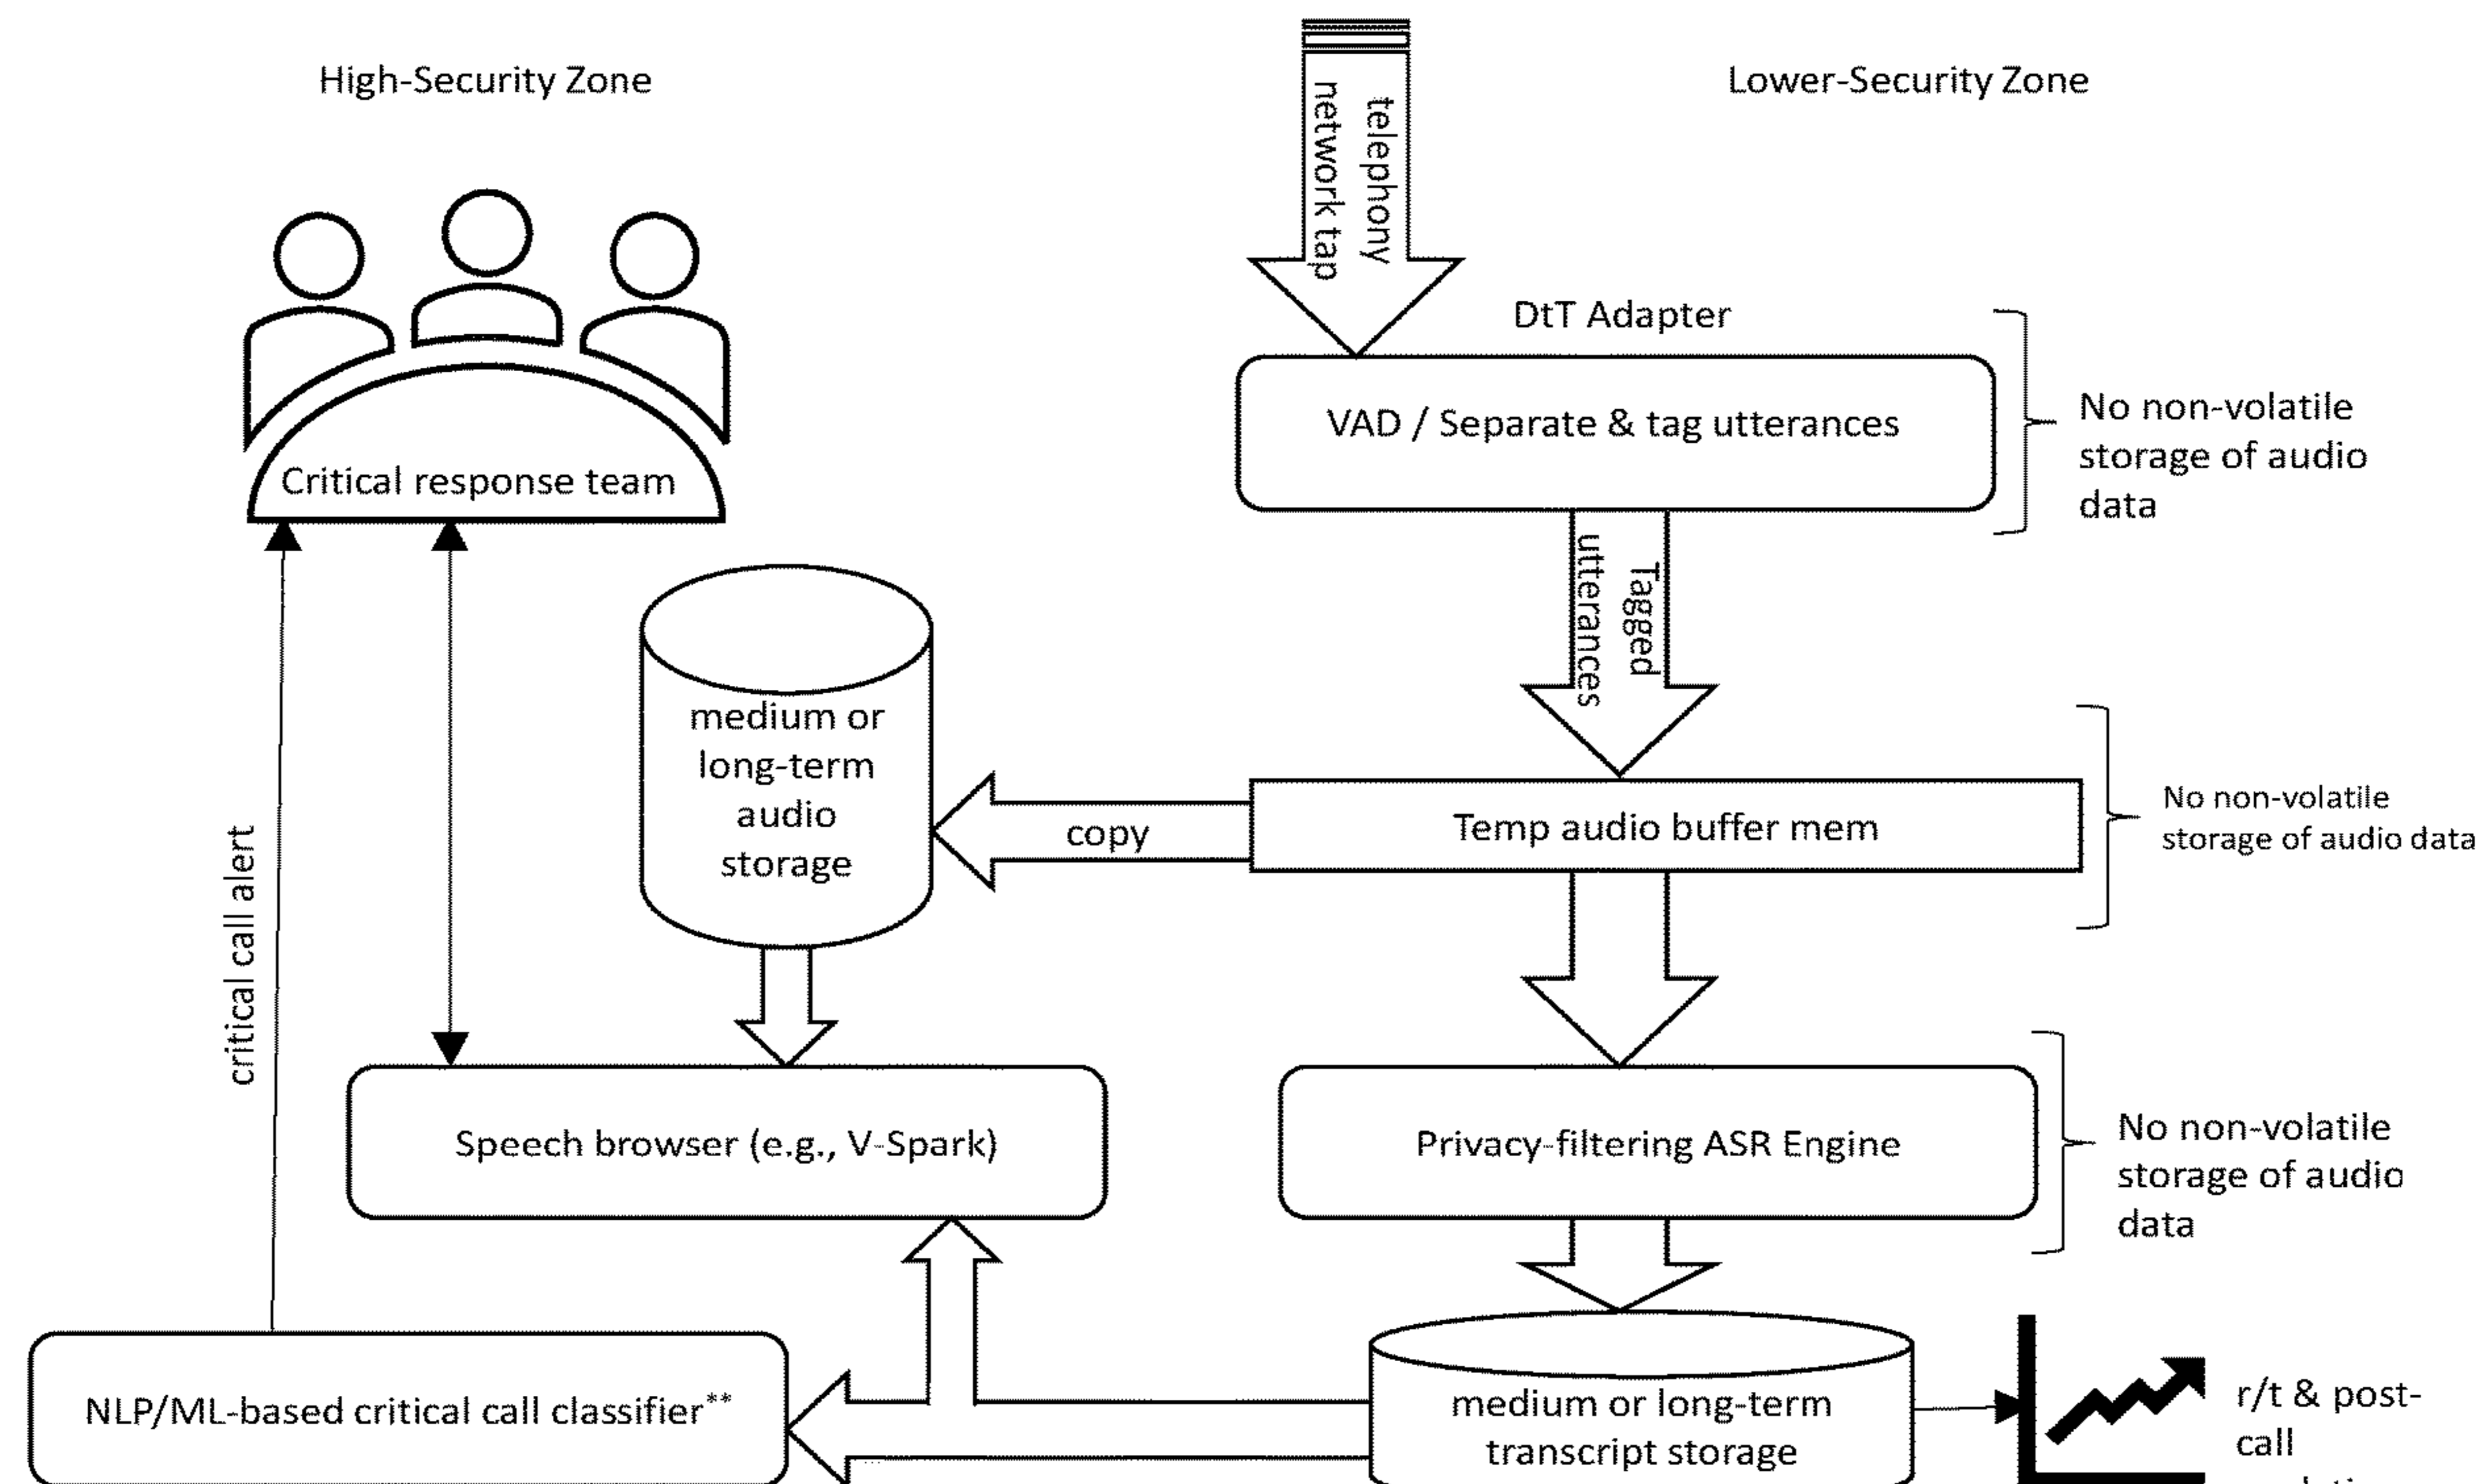 High-Security Zone
Lower-Security Zone
telephony
network tap
DtT Adapter
VAD / Separate & tag utterances
No non-volatile
storage of audio
data
Critical response team
Tagged
utterances
medium or
long-term
audio
storage
copy
Temp audio buffer mem
No non-volatile
storage of audio data
critical call alert
Speech browser (e.g., V-Spark)
Privacy-filtering ASR Engine
No non-volatile
storage of audio
data
NLP/ML-based critical call classifier**
medium or long-term
transcript storage
r/t & post-
call